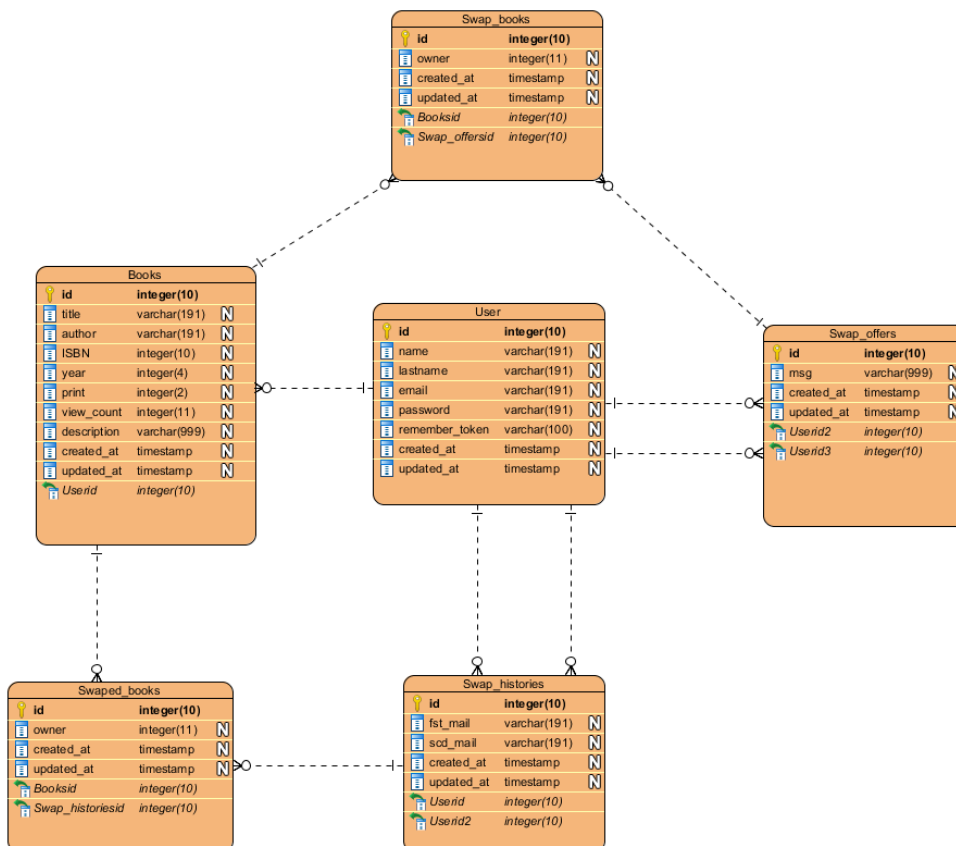 Swap_books
id integer(10)
owner integer(11) N
created_at timestamp N
updated_at timestamp N
Booksid integer(10)
Swap_offersid integer(10)
Books
id integer(10)
title varchar(191) N
author varchar(191) N
ISBN integer(10) N
year integer(4) N
print integer(2) N
view_count integer(11) N
description varchar(999) N
created_at timestamp N
updated_at timestamp N
Userid integer(10)
User
id integer(10)
name varchar(191) N
lastname varchar(191) N
email varchar(191) N
password varchar(191) N
remember_token varchar(100) N
created_at timestamp N
updated_at timestamp N
Swap_offers
id integer(10)
msg varchar(999) N
created_at timestamp N
updated_at timestamp N
Userid2 integer(10)
Userid3 integer(10)
Swaped_books
id integer(10)
owner integer(11) N
created_at timestamp N
updated_at timestamp N
Booksid integer(10)
Swap_historiesid integer(10)
Swap_histories
id integer(10)
fst_mail varchar(191) N
scd_mail varchar(191) N
created_at timestamp N
updated_at timestamp N
Userid integer(10)
Userid2 integer(10)